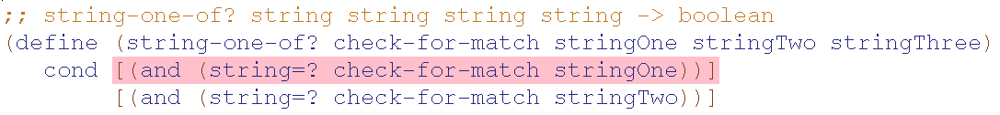 ;; string-one-of? string string string string -> boolean
(define (string-one-of? check-for-match stringOne stringTwo stringThree)
   cond [(and (string=? check-for-match stringOne))]
        [(and (string=? check-for-match stringTwo))]